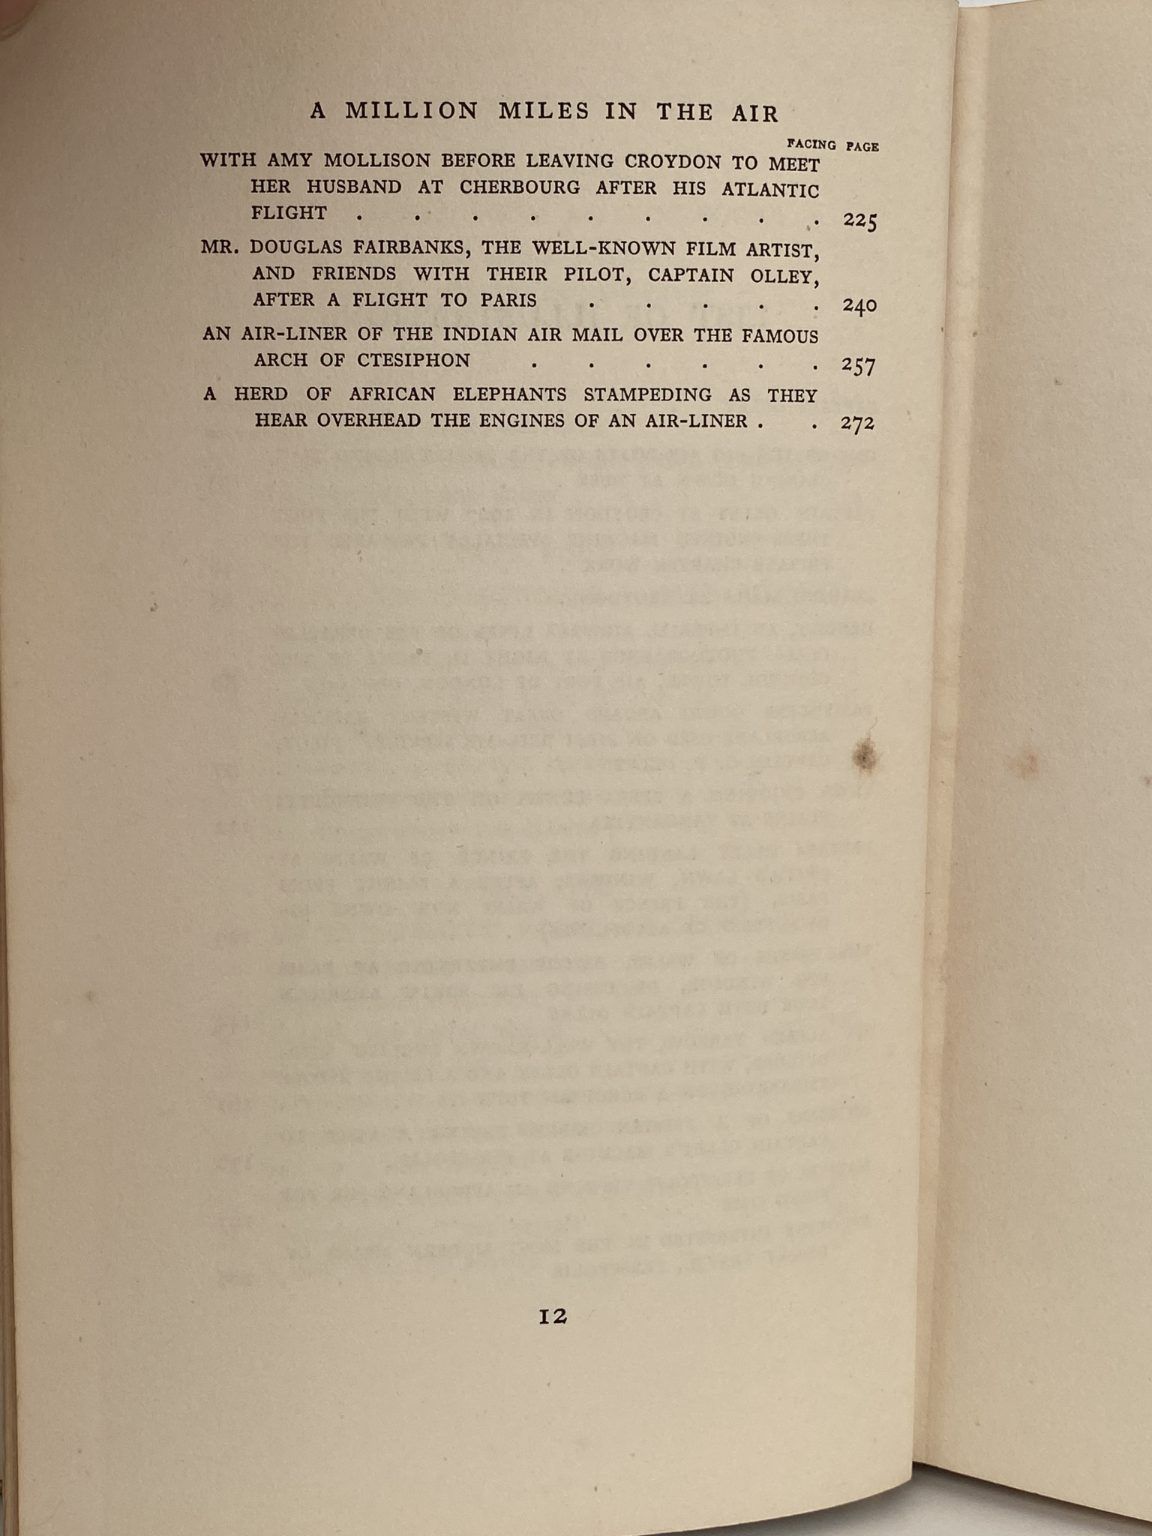 A MILLION MILES IN THE AIR
FACING PAGE
WITH AMY MOLLISON BEFORE LEAVING CROYDON TO MEET
HER HUSBAND AT CHERBOURG AFTER HIS ATLANTIC
FLIGHT . . . . . . . . . 225
MR. DOUGLAS FAIRBANKS, THE WELL-KNOWN FILM ARTIST,
AND FRIENDS WITH THEIR PILOT, CAPTAIN OLLEY,
AFTER A FLIGHT TO PARIS . . . . . 240
AN AIR-LINER OF THE INDIAN AIR MAIL OVER THE FAMOUS
ARCH OF CTESIPHON . . . . . . 257
A HERD OF AFRICAN ELEPHANTS STAMPEDING AS THEY
HEAR OVERHEAD THE ENGINES OF AN AIR-LINER . . 272
12